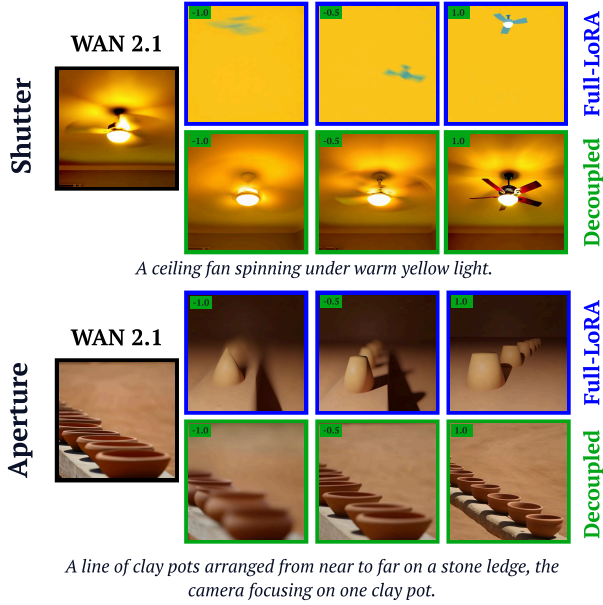 Shutter
WAN 2.1
-1.0
-0.5
1.0
Full-LoRA
-1.0
-0.5
1.0
Decoupled
A ceiling fan spinning under warm yellow light.
Aperture
WAN 2.1
-1.0
-0.5
1.0
Full-LoRA
-1.0
-0.5
1.0
Decoupled
A line of clay pots arranged from near to far on a stone ledge, the
camera focusing on one clay pot.